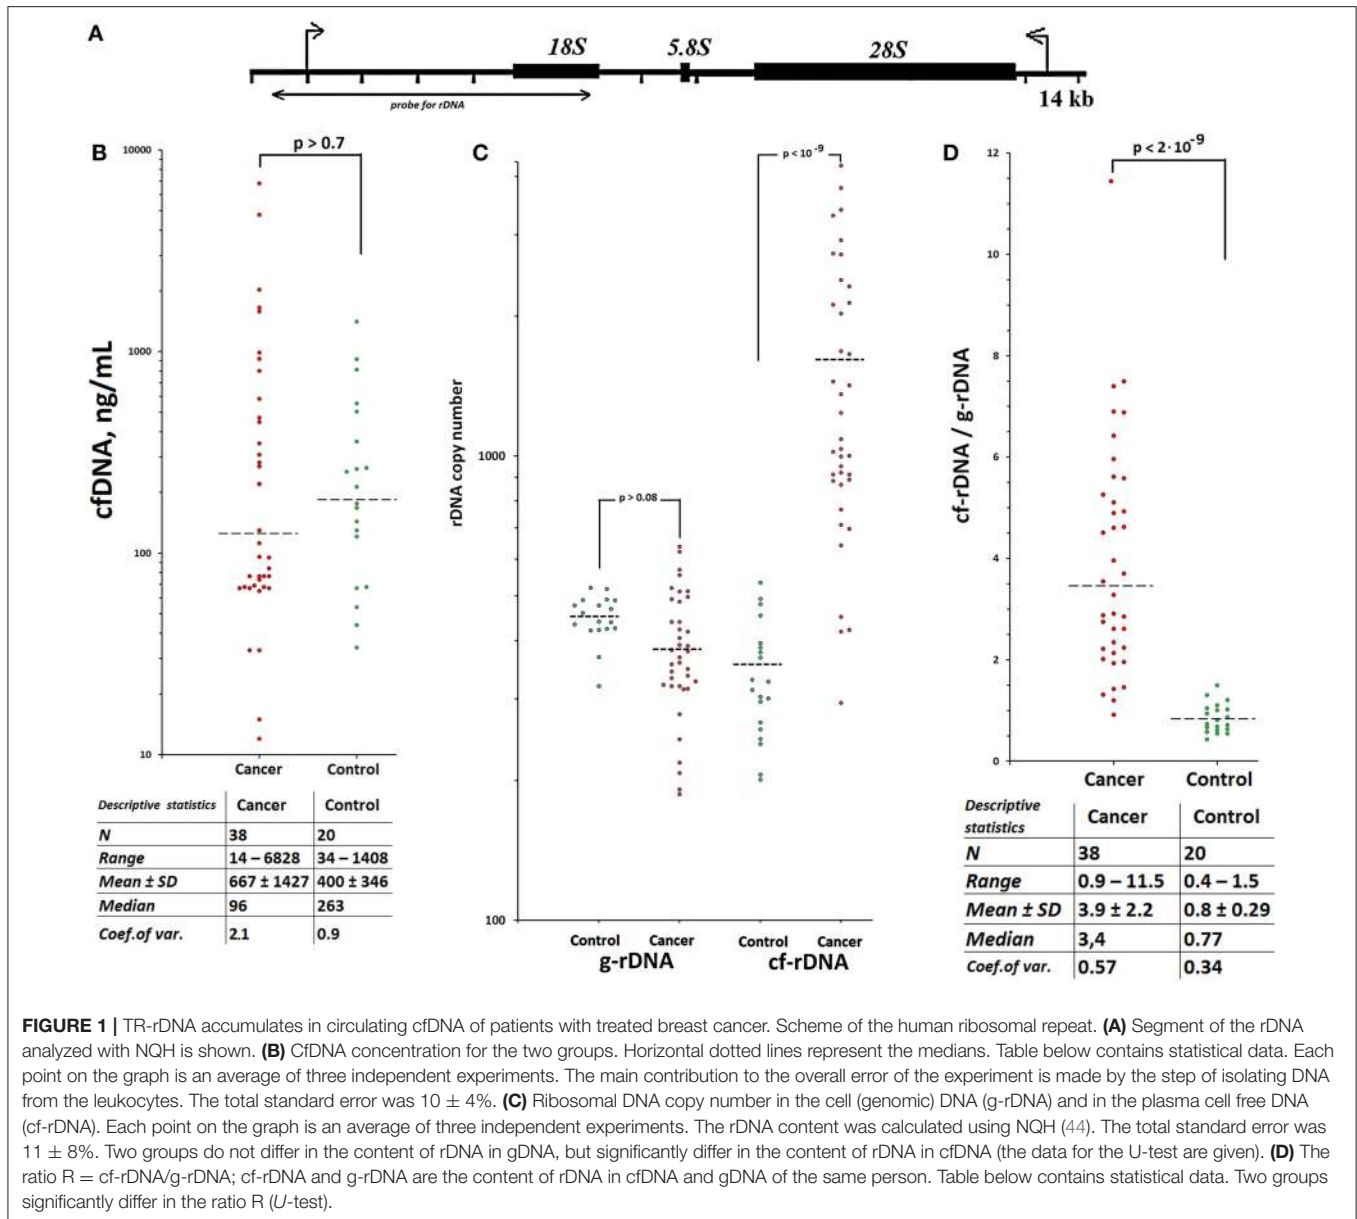 A
18S
5.8S
28S
probe for rDNA
14 kb
B
p > 0.7
cfDNA, ng/mL
10000
1000
100
10
Cancer Control
Descriptive statistics Cancer Control
N 38 20
Range 14 – 6828 34 – 1408
Mean ± SD 667 ± 1427 400 ± 346
Median 96 263
Coef.of var. 2.1 0.9
C
p < 10⁻⁹
p > 0.08
rDNA copy number
1000
100
Control Cancer Control Cancer
g-rDNA cf-rDNA
D
p < 2·10⁻⁹
cf-rDNA / g-rDNA
12
10
8
6
4
2
0
Cancer Control
Descriptive
statistics Cancer Control
N 38 20
Range 0.9 – 11.5 0.4 – 1.5
Mean ± SD 3.9 ± 2.2 0.8 ± 0.29
Median 3,4 0.77
Coef.of var. 0.57 0.34
FIGURE 1 | TR-rDNA accumulates in circulating cfDNA of patients with treated breast cancer. Scheme of the human ribosomal repeat. (A) Segment of the rDNA
analyzed with NQH is shown. (B) CfDNA concentration for the two groups. Horizontal dotted lines represent the medians. Table below contains statistical data. Each
point on the graph is an average of three independent experiments. The main contribution to the overall error of the experiment is made by the step of isolating DNA
from the leukocytes. The total standard error was 10 ± 4%. (C) Ribosomal DNA copy number in the cell (genomic) DNA (g-rDNA) and in the plasma cell free DNA
(cf-rDNA). Each point on the graph is an average of three independent experiments. The rDNA content was calculated using NQH (44). The total standard error was
11 ± 8%. Two groups do not differ in the content of rDNA in gDNA, but significantly differ in the content of rDNA in cfDNA (the data for the U-test are given). (D) The
ratio R = cf-rDNA/g-rDNA; cf-rDNA and g-rDNA are the content of rDNA in cfDNA and gDNA of the same person. Table below contains statistical data. Two groups
significantly differ in the ratio R (U-test).